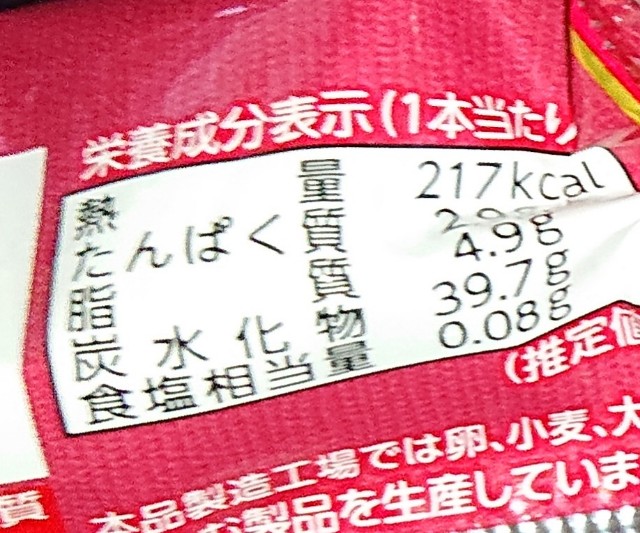 栄養成分表示(1本当たり
熱量 217kcal
たんぱく質
脂質 4.9g
炭水化物 39.7g
食塩相当量 0.08g
(推定値
本品製造工場では卵、小麦、大
製品を生産していま
質